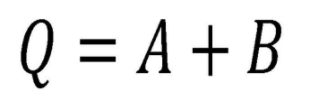 Q = A + B